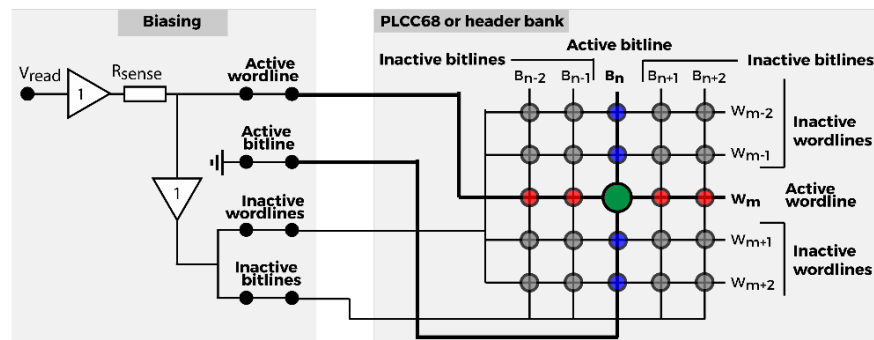 Biasing
PLCC68 or header bank
Vread
1
Rsense
Active
wordline
Active
bitline
1
Inactive
wordlines
Inactive
bitlines
Active bitline
Inactive bitlines
Inactive bitlines
Bn-2 Bn-1 Bn Bn+1 Bn+2
Wm-2
Wm-1
Inactive
wordlines
Wm
Active
wordline
Wm+1
Wm+2
Inactive
wordlines